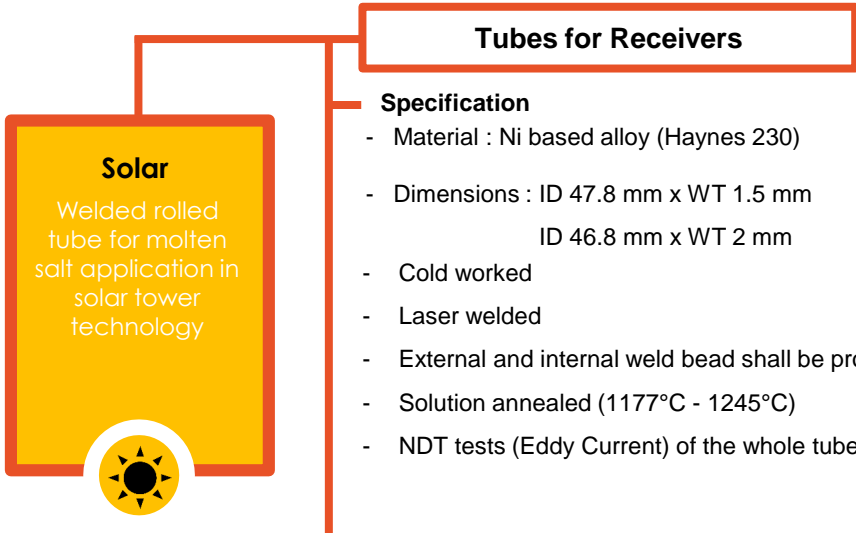 Tubes for Receivers
Solar
Welded rolled
tube for molten
salt application in
solar tower
technology
Specification
- Material : Ni based alloy (Haynes 230)
- Dimensions : ID 47.8 mm x WT 1.5 mm
ID 46.8 mm x WT 2 mm
- Cold worked
- Laser welded
- External and internal weld bead shall be pro
- Solution annealed (1177°C - 1245°C)
- NDT tests (Eddy Current) of the whole tube